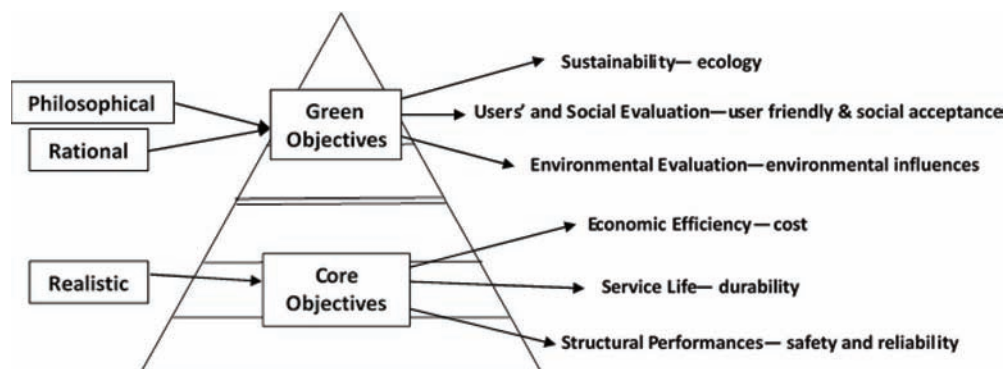 Philosophical
Rational
Green
Objectives
Sustainability— ecology
Users' and Social Evaluation—user friendly & social acceptance
Environmental Evaluation—environmental influences
Realistic
Core
Objectives
Economic Efficiency— cost
Service Life— durability
Structural Performances— safety and reliability